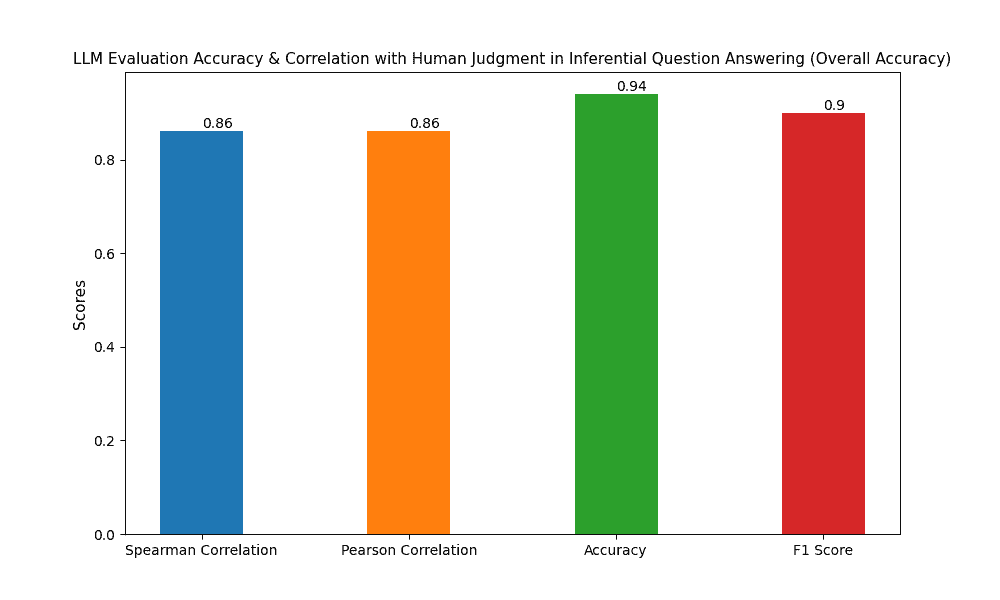 LLM Evaluation Accuracy & Correlation with Human Judgment in Inferential Question Answering (Overall Accuracy)
0.86
0.86
0.94
0.9
Scores
0.8
0.6
0.4
0.2
0.0
Spearman Correlation
Pearson Correlation
Accuracy
F1 Score